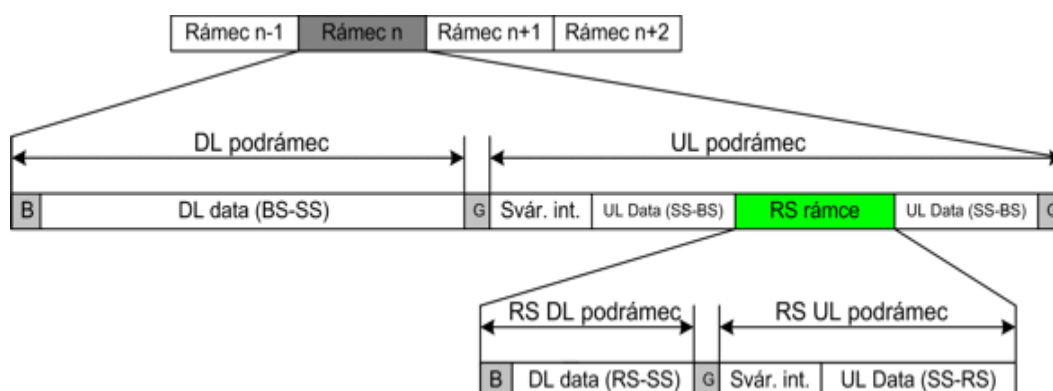 Rámec n-1 Rámec n Rámec n+1 Rámec n+2
DL podrámec UL podrámec
B DL data (BS-SS) G Svár. int. UL Data (SS-BS) RS rámce UL Data (SS-BS)
RS DL podrámec RS UL podrámec
B DL data (RS-SS) G Svár. int. UL Data (SS-RS)